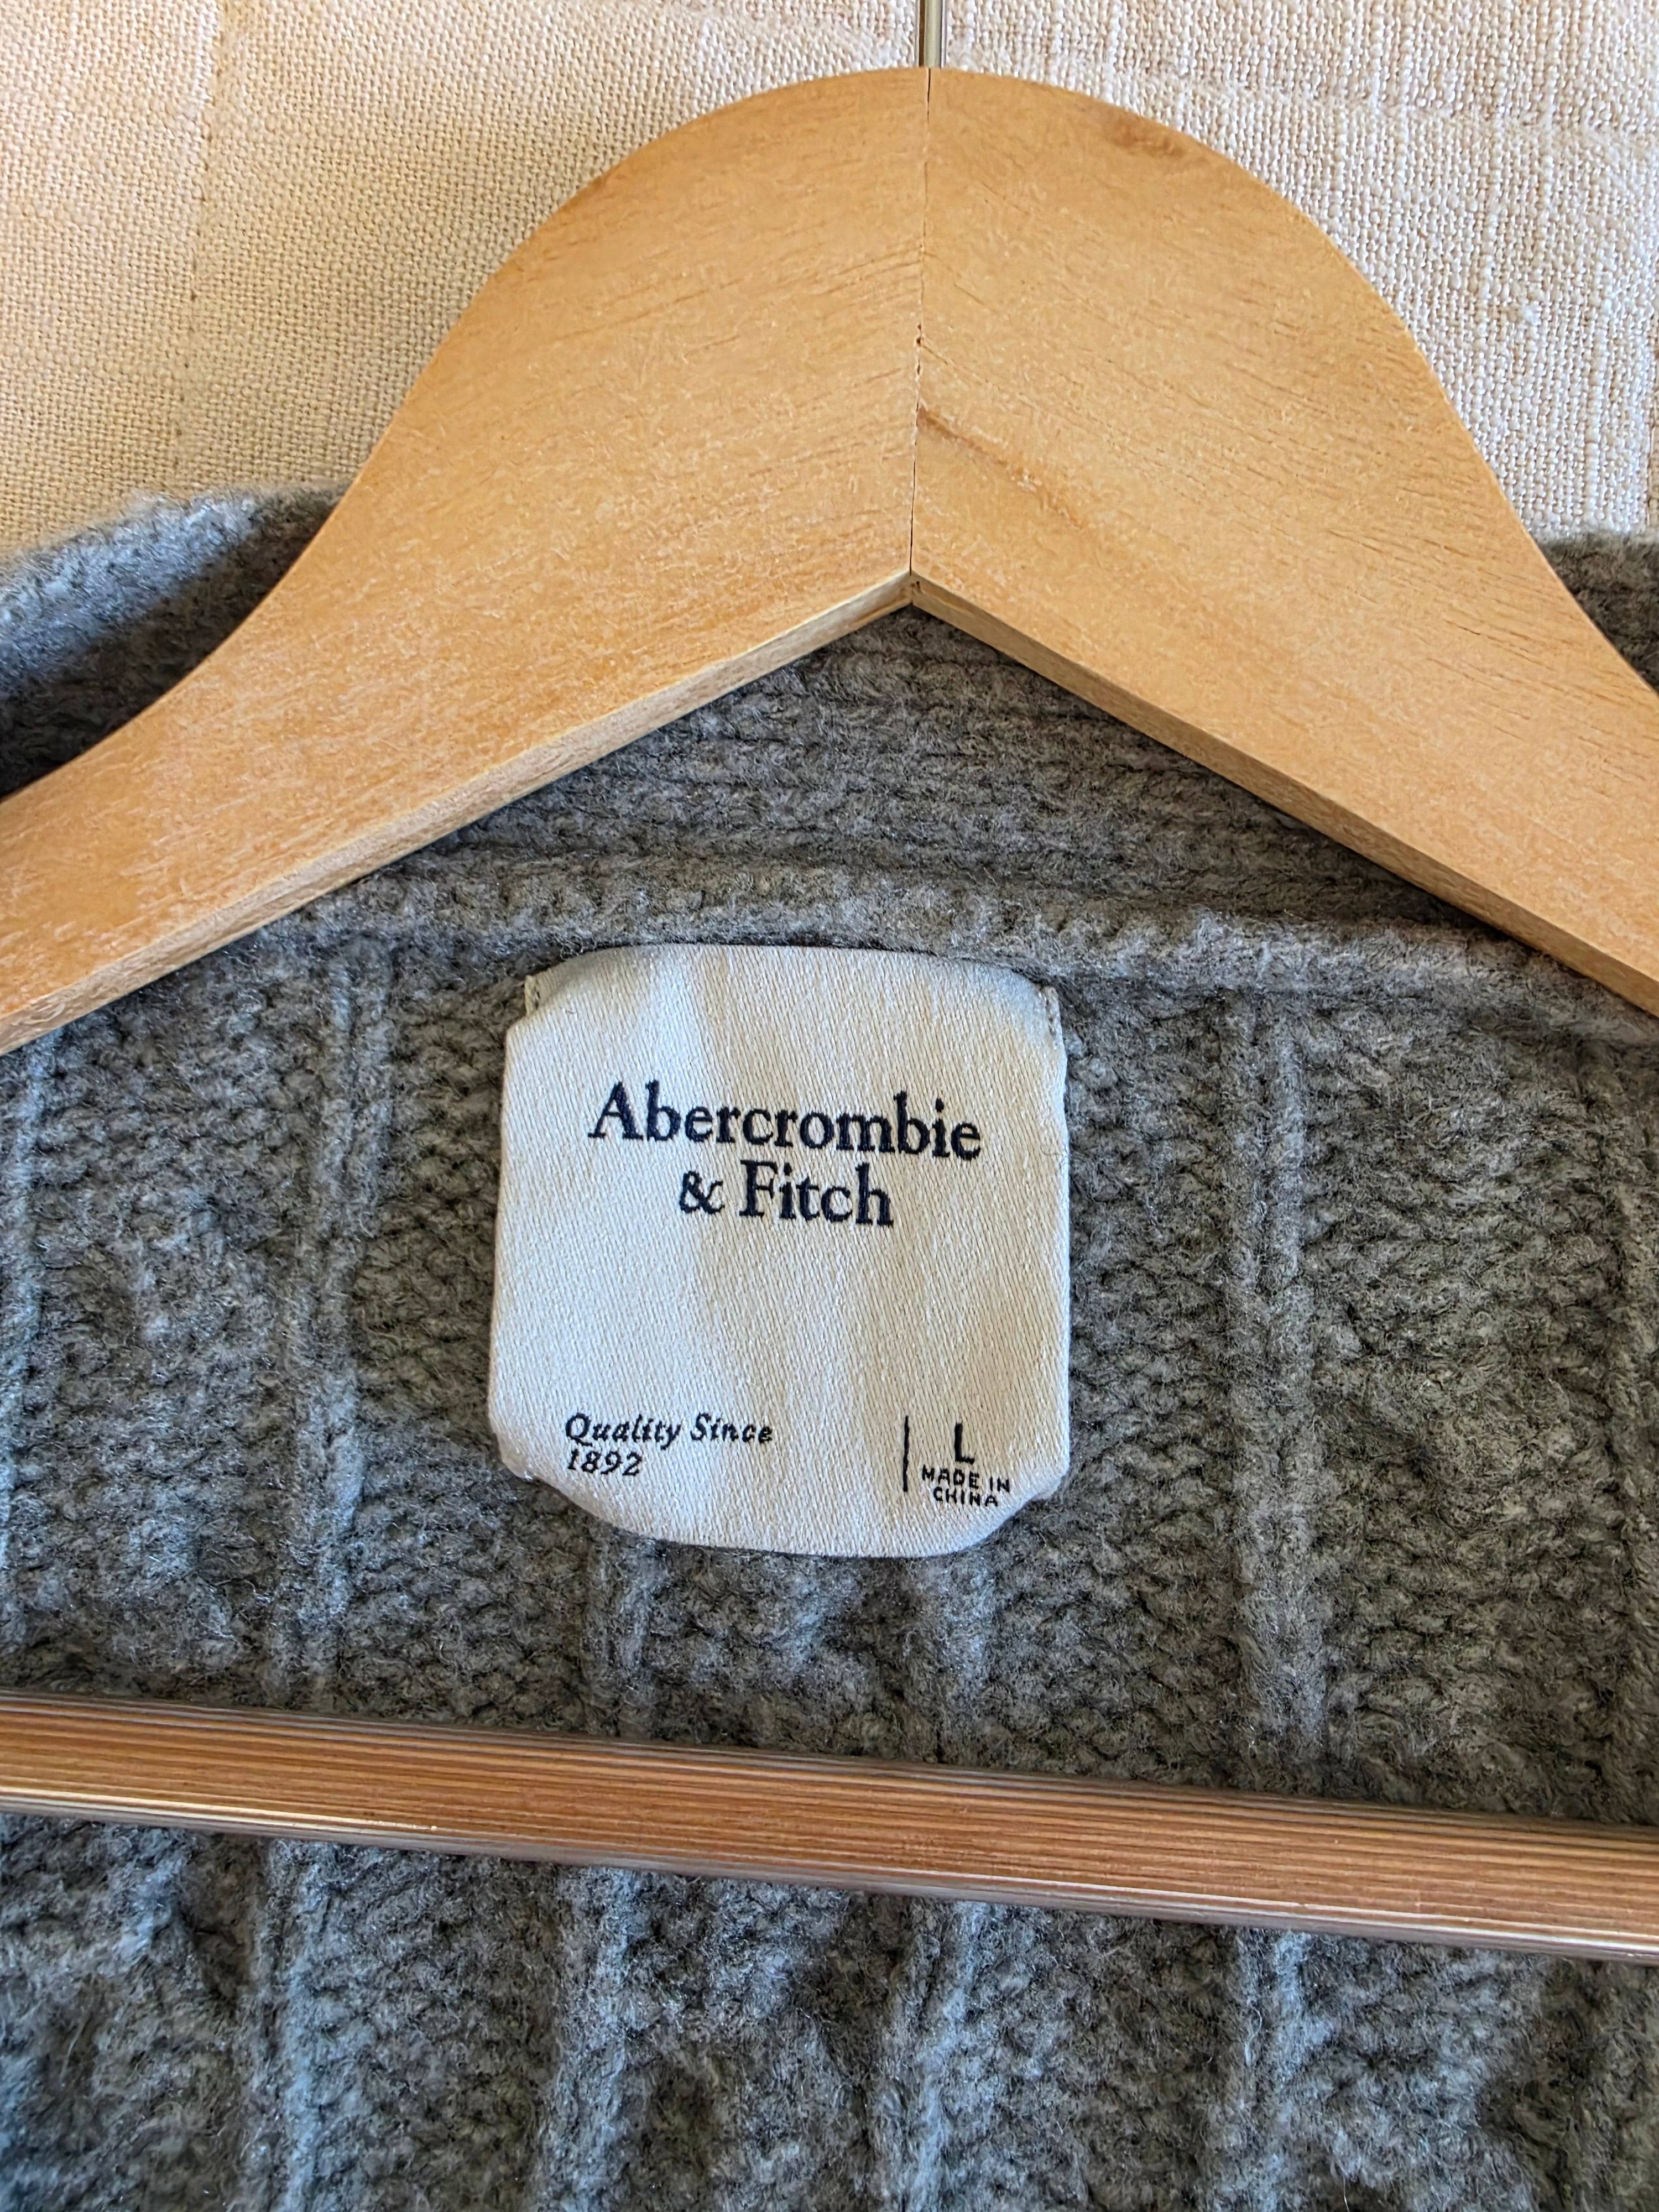 Abercrombie
& Fitch
Quality Since
1892
L
MADE IN
CHINA